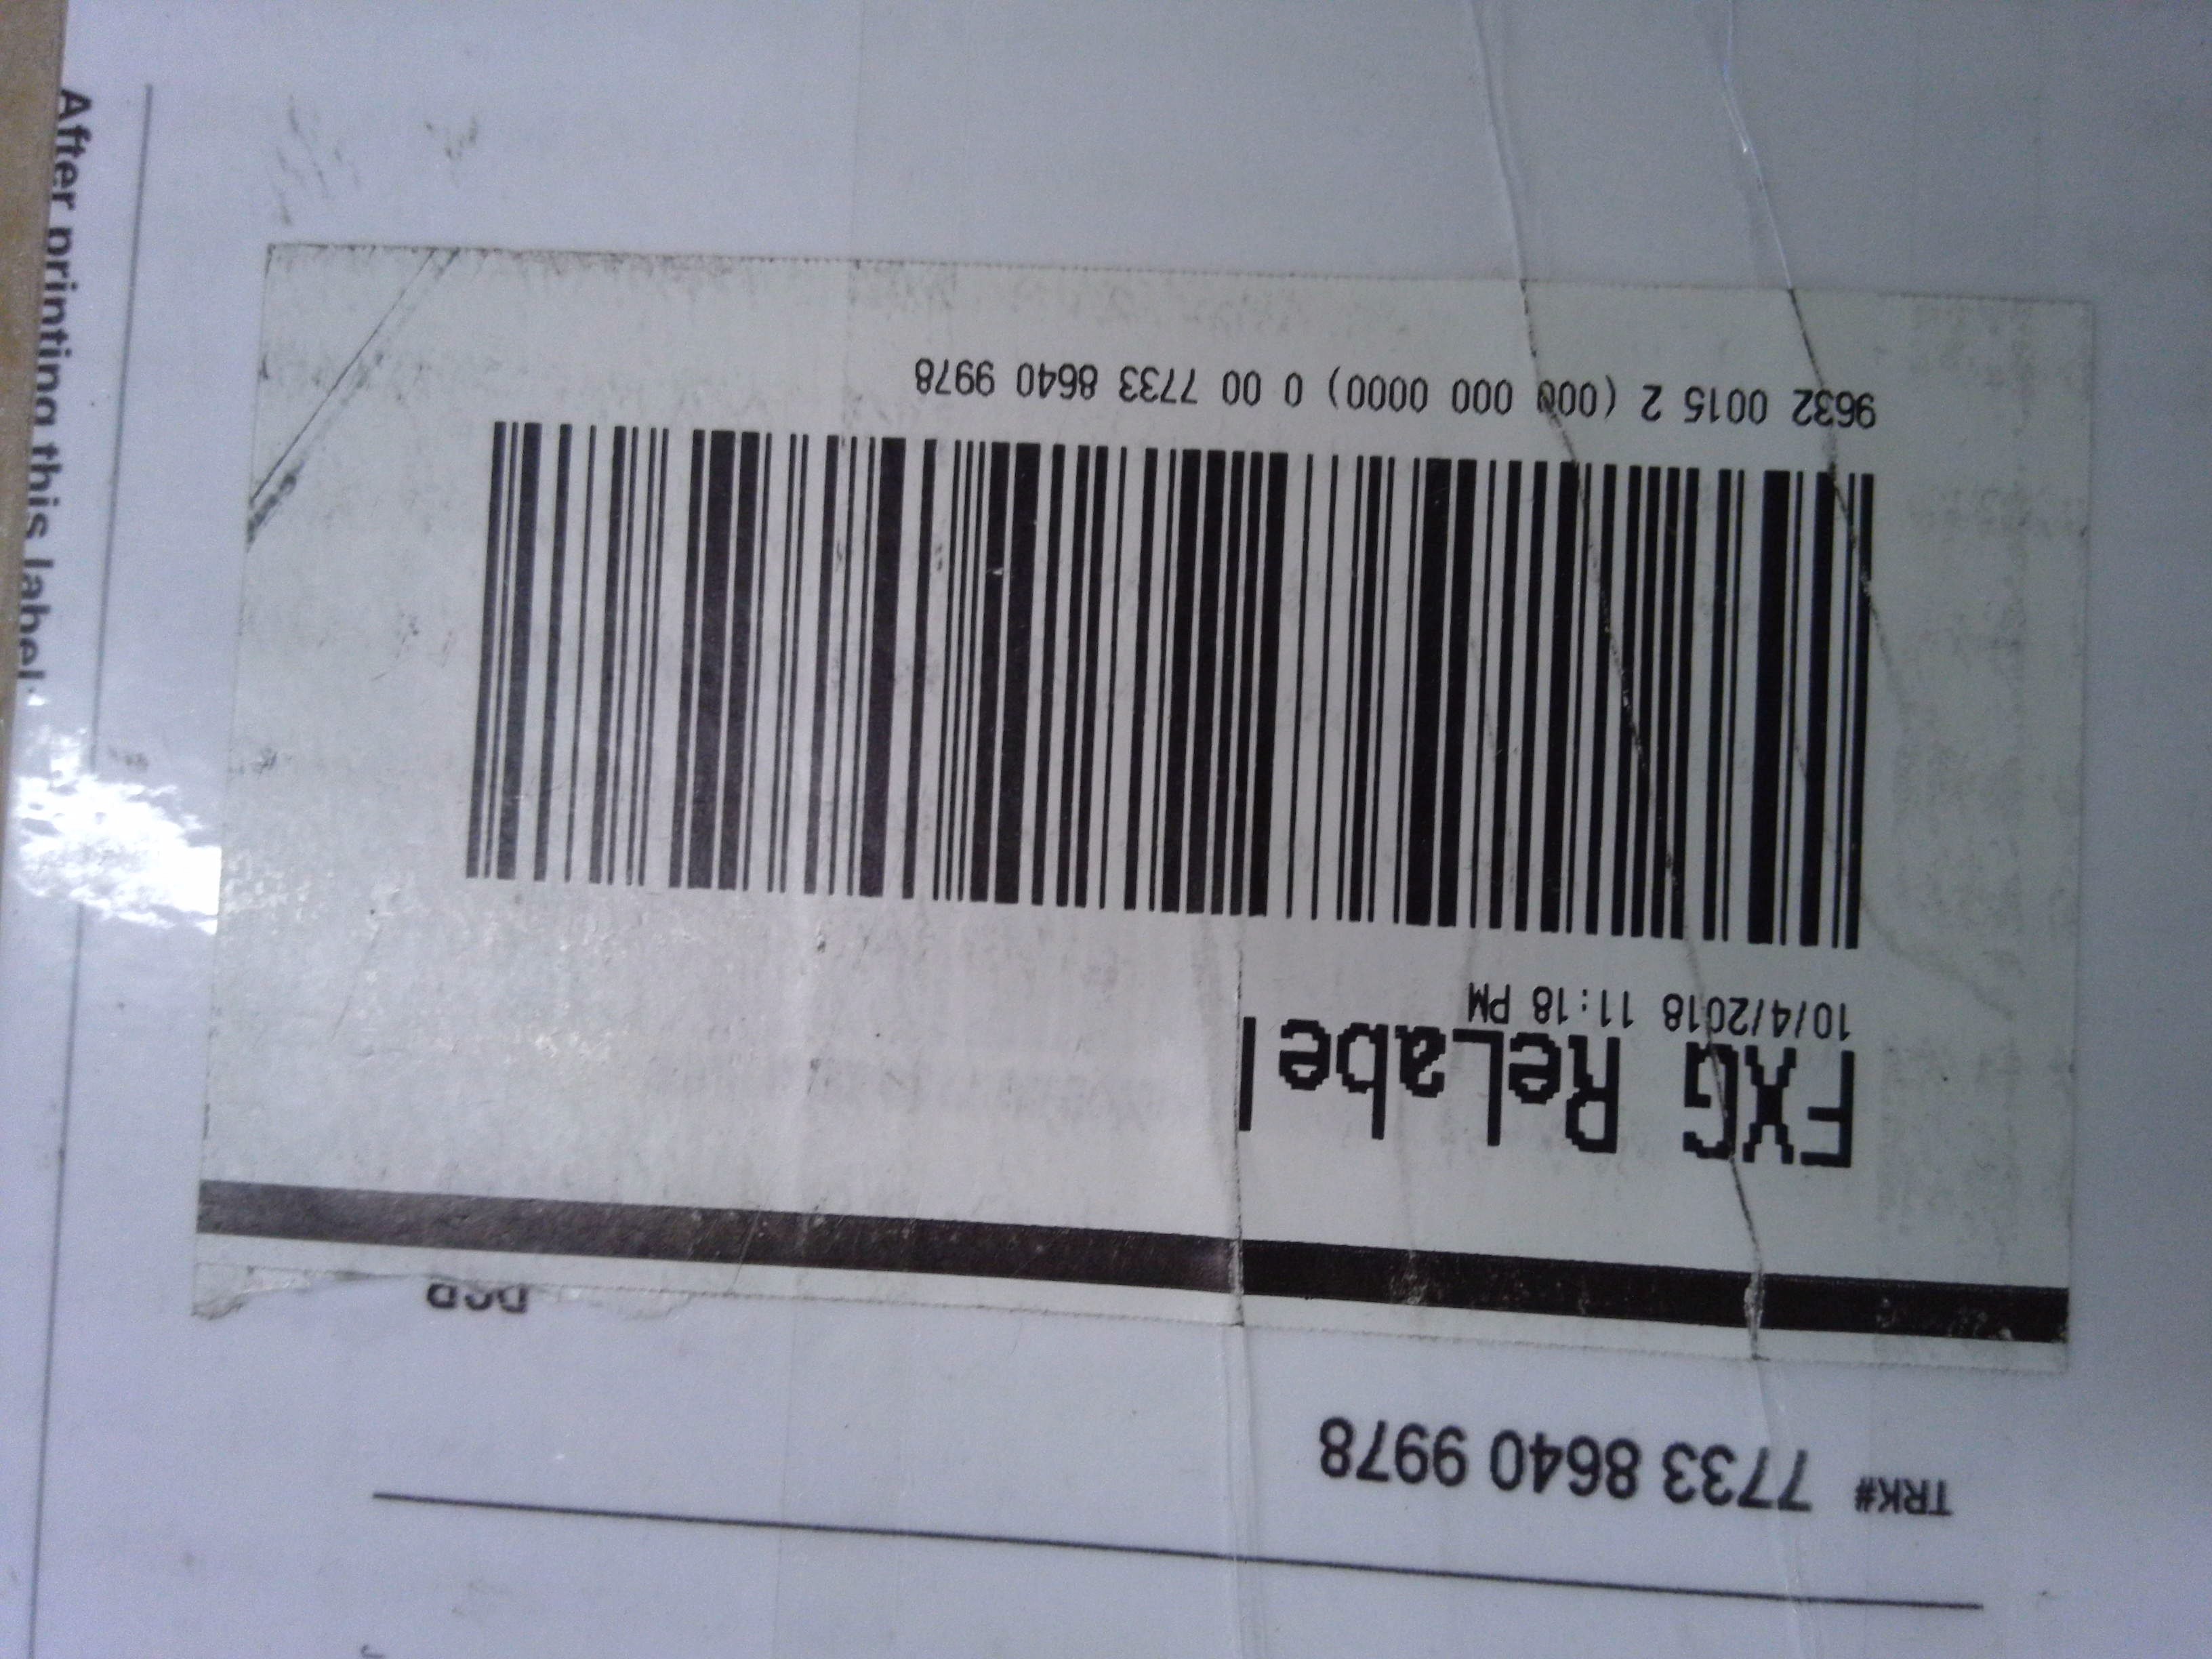 TRK# 7733 8640 9978
FXG ReLabel
10/4/2018 11:18 PM
9632 0015 2 (000 000 0000) 0 00 7733 8640 9978
After printing this label: